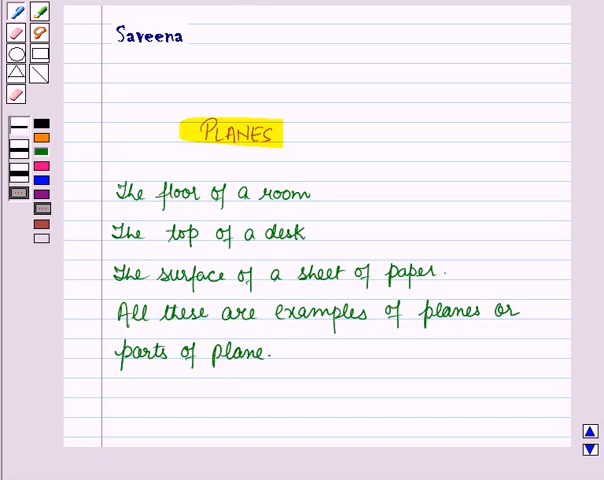 Saveena
PLANES
The floor of a room
The top of a desk
The surface of a sheet of paper.
All these are examples of planes or
parts of plane.